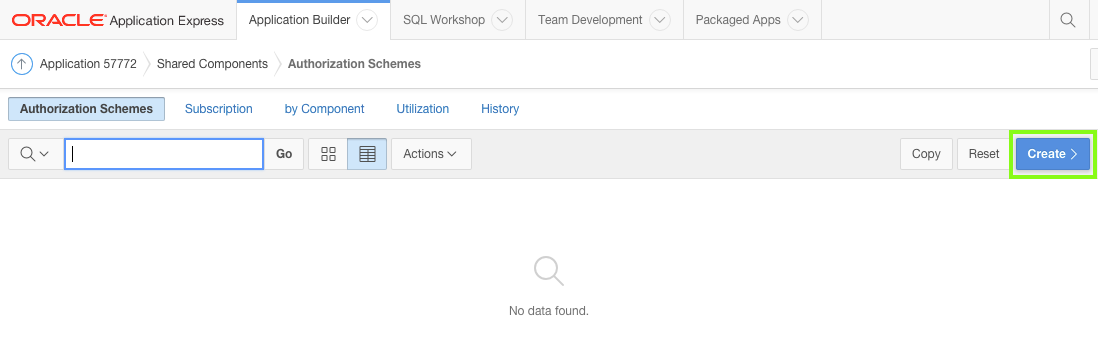 ORACLE Application Express Application Builder SQL Workshop Team Development Packaged Apps
Application 57772 Shared Components Authorization Schemes
Authorization Schemes Subscription by Component Utilization History
Go Actions Copy Reset Create
No data found.